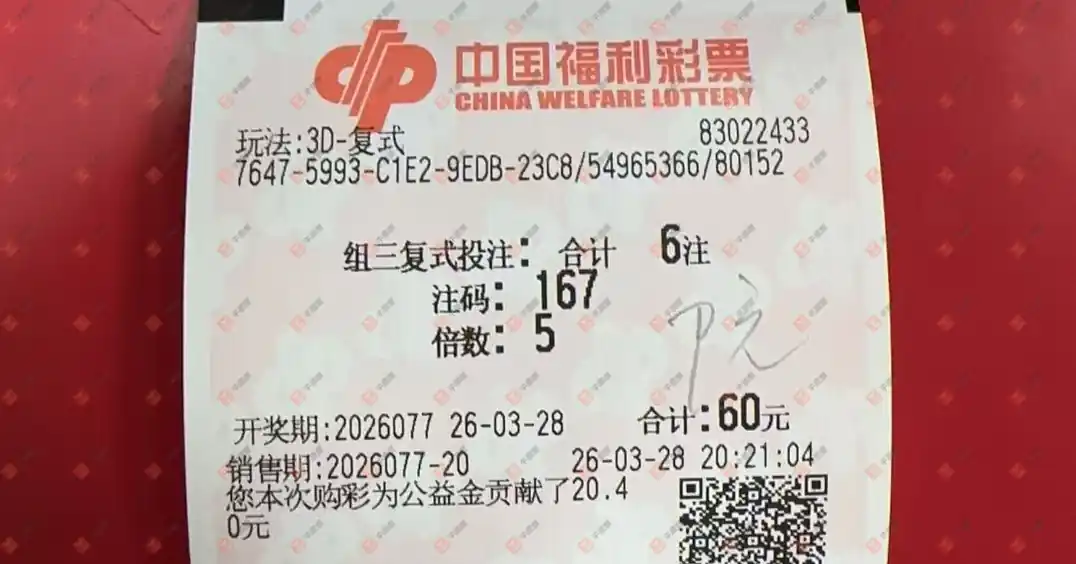 中国福利彩票
CHINA WELFARE LOTTERY
玩法:3D-复式 83022433
7647-5993-C1E2-9EDB-23C8/54965366/80152
组三复式投注: 合计 6注
注码: 167
倍数: 5
开奖期:2026077 26-03-28 合计:60元
销售期:2026077-20 26-03-28 20:21:04
您本次购彩为公益金贡献了20.4
0元